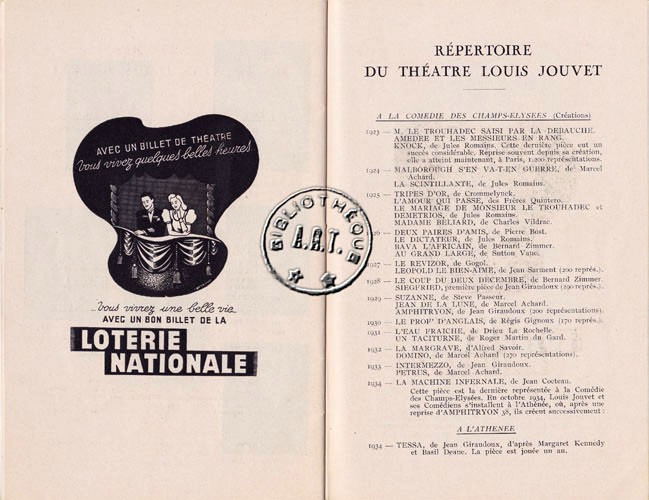 AVEC UN BILLET DE THÉATRE
Vous vivez quelques belles heures...
...Vous vivrez une belle vie
AVEC UN BON BILLET DE LA
LOTERIE
NATIONALE
BIBLIOTHÈQUE
A.R.T.
RÉPERTOIRE
DU THÉATRE LOUIS JOUVET
A LA COMEDIE DES CHAMPS-ELYSEES (Créations)
1923 — M. LE TROUHADEC SAISI PAR LA DEBAUCHE.
AMEDEE ET LES MESSIEURS EN RANG.
KNOCK, de Jules Romains. Cette dernière pièce eut un
succès considérable. Reprise souvent depuis sa création,
elle a atteint maintenant, à Paris, 1.200 représentations.
1924 — MALBOROUGH S'EN VA-T-EN GUERRE, de Marcel
Achard.
LA SCINTILLANTE, de Jules Romains.
1925 — TRIPES D'OR, de Crommelynck.
L'AMOUR QUI PASSE, des Frères Quintero.
LE MARIAGE DE MONSIEUR LE TROUHADEC et
DEMETRIOS, de Jules Romains.
MADAME BELIARD, de Charles Vildrac.
26 — DEUX PAIRES D'AMIS, de Pierre Bost.
LE DICTATEUR, de Jules Romains.
BAVA L'AFRICAIN, de Bernard Zimmer.
AU GRAND LARGE, de Sutton Vane.
1927 — LE REVIZOR, de Gogol.
LEOPOLD LE BIEN-AIME, de Jean Sarment (200 représ.).
1928 — LE COUP DU DEUX DECEMBRE, de Bernard Zimmer.
SIEGFRIED, première pièce de Jean Giraudoux (290 représ.).
1929 — SUZANNE, de Steve Passeur.
JEAN DE LA LUNE, de Marcel Achard.
AMPHITRYON, de Jean Giraudoux (200 représentations).
1930 — LE PROF' D'ANGLAIS, de Régis Gignoux (170 représ.).
1931 — L'EAU FRAICHE, de Drieu La Rochelle.
UN TACITURNE, de Roger Martin du Gard.
1932 — LA MARGRAVE, d'Alfred Savoir.
DOMINO, de Marcel Achard (270 représentations).
1933 — INTERMEZZO, de Jean Giraudoux.
PETRUS, de Marcel Achard.
1934 — LA MACHINE INFERNALE, de Jean Cocteau.
Cette pièce est la dernière représentée à la Comédie
des Champs-Elysées. En octobre 1934, Louis Jouvet et
ses Comédiens s'installent à l'Athénée, où, après une
reprise d'AMPHITRYON 38, ils créent successivement :
A L'ATHENEE
1934 — TESSA, de Jean Giraudoux, d'après Margaret Kennedy
et Basil Deane. La pièce est jouée un an.